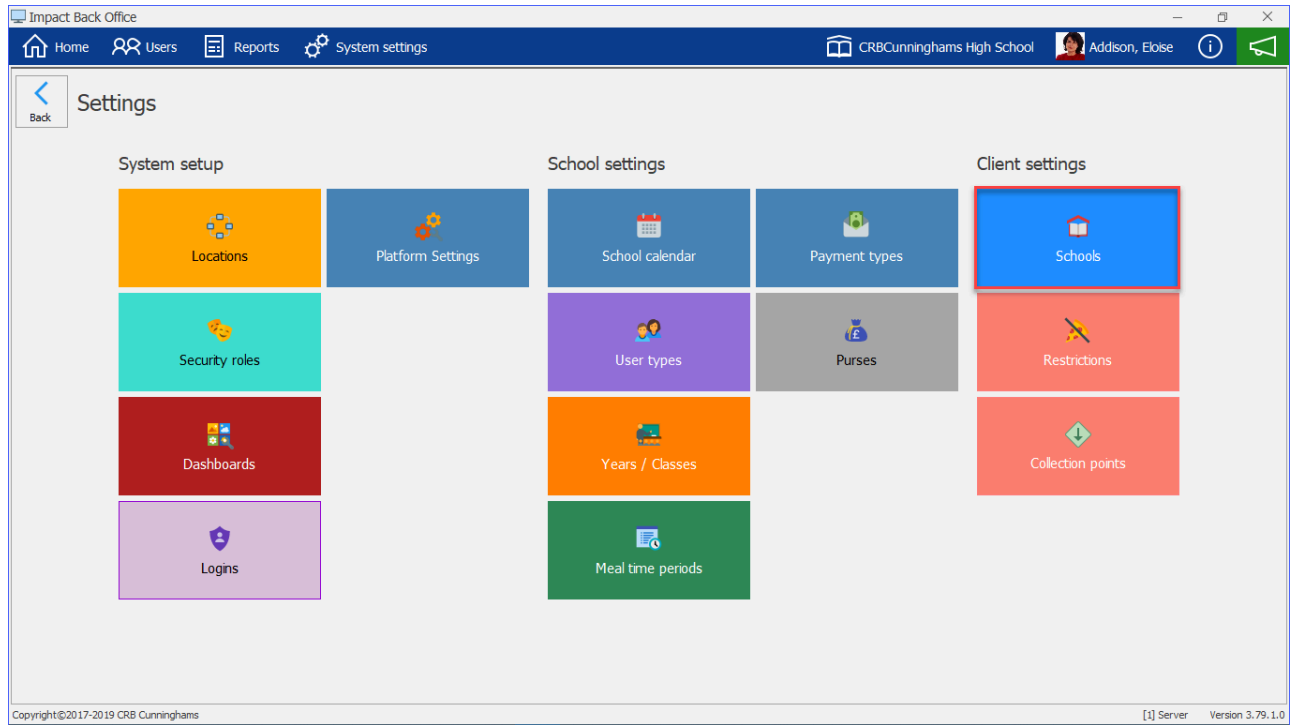 Impact Back Office
Home Users Reports System settings CRBCunninghams High School Addison, Eloise
Back Settings
System setup School settings Client settings
Locations Platform Settings School calendar Payment types Schools
Security roles User types Purses Restrictions
Dashboards Years / Classes Collection points
Logins Meal time periods
Copyright©2017-2019 CRB Cunninghams [1] Server Version 3.79.1.0